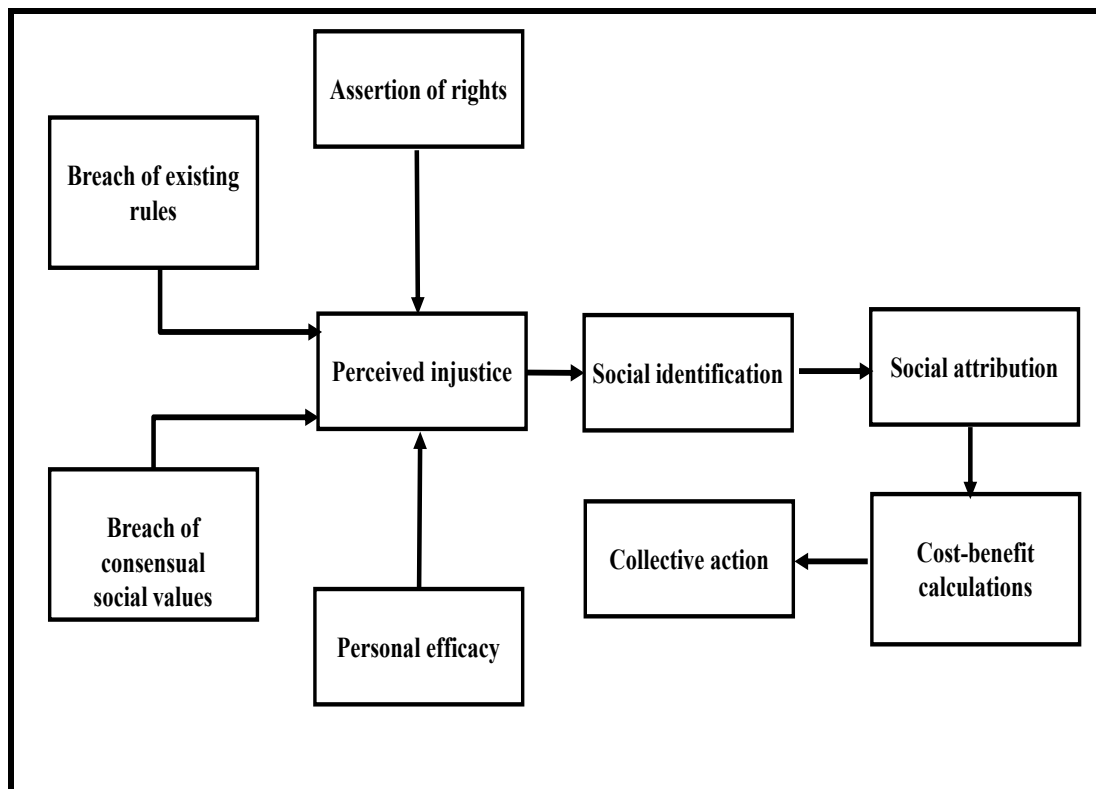 Assertion of rights
Breach of existing
rules
Perceived injustice
Social identification
Social attribution
Breach of
consensual
social values
Personal efficacy
Collective action
Cost-benefit
calculations